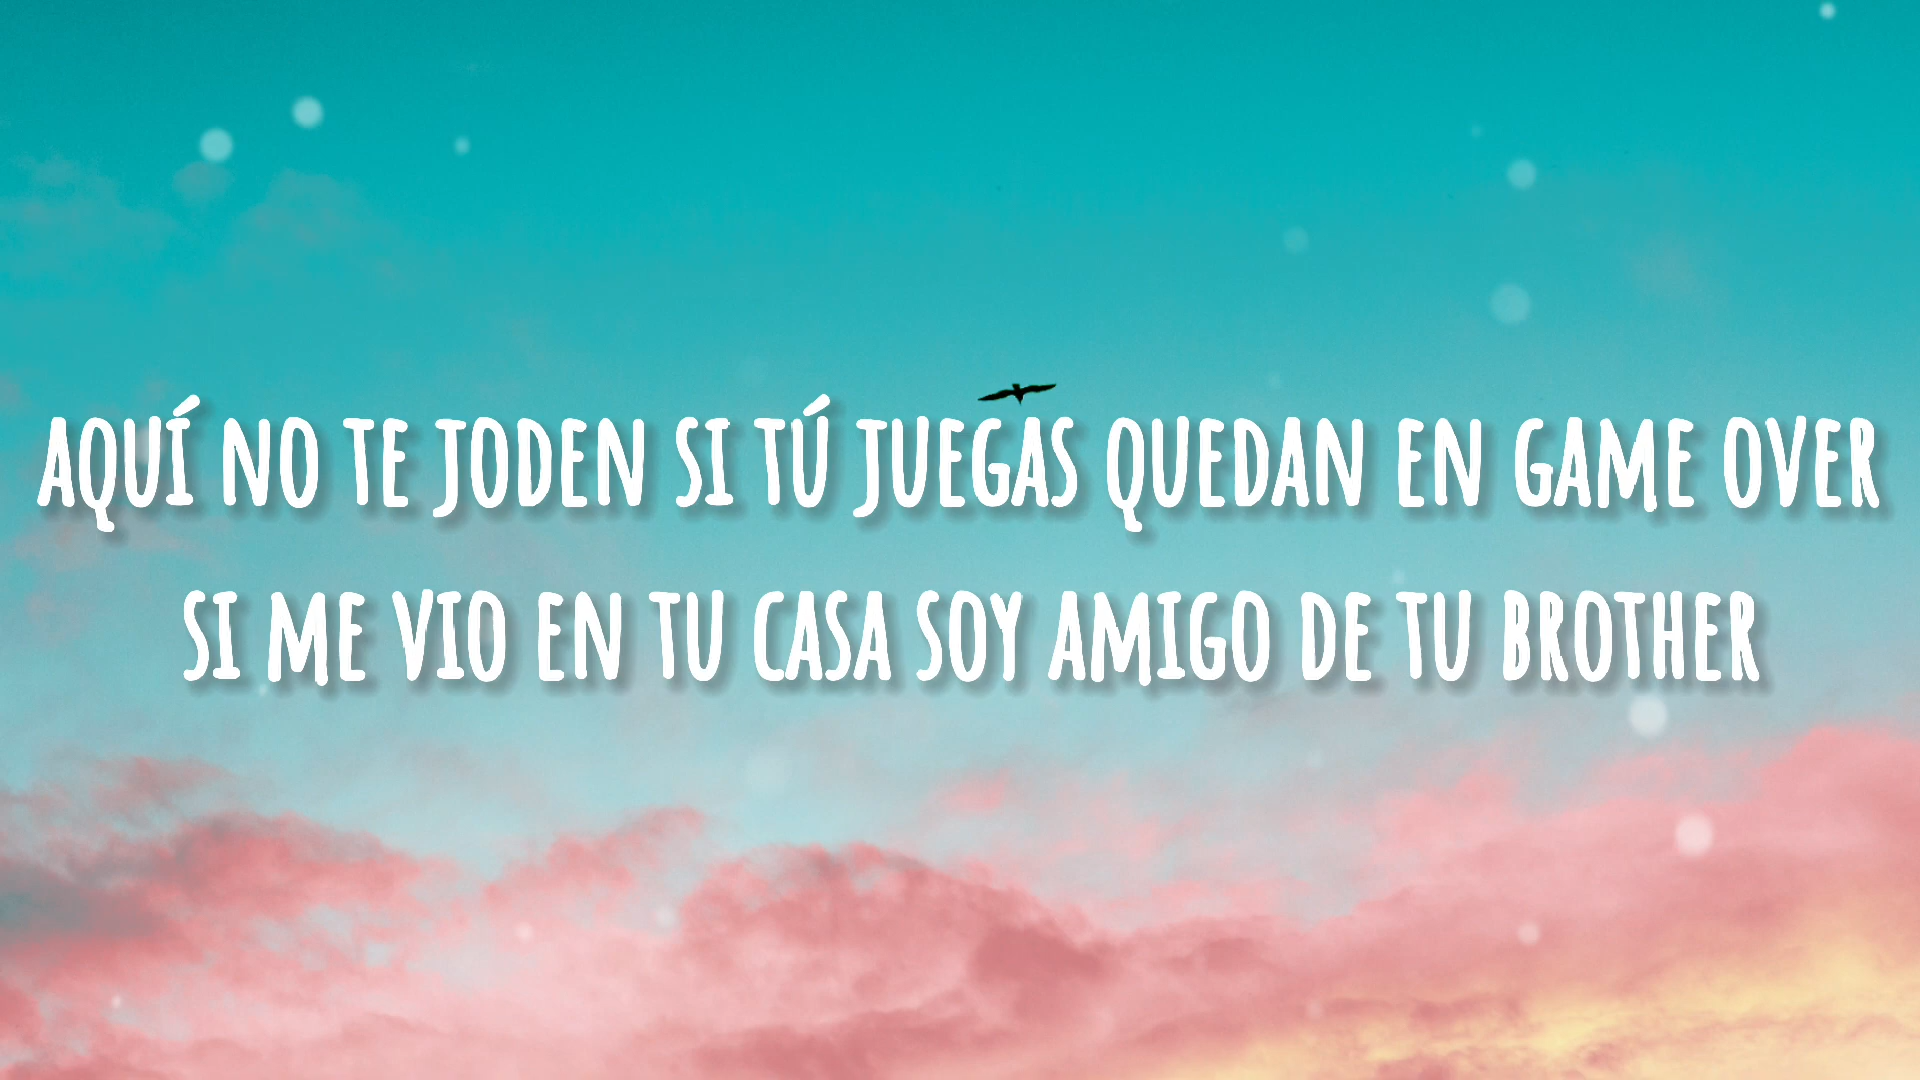 AQUÍ NO TE JODEN SI TÚ JUEGAS QUEDAN EN GAME OVER
SI ME VIO EN TU CASA SOY AMIGO DE TU BROTHER